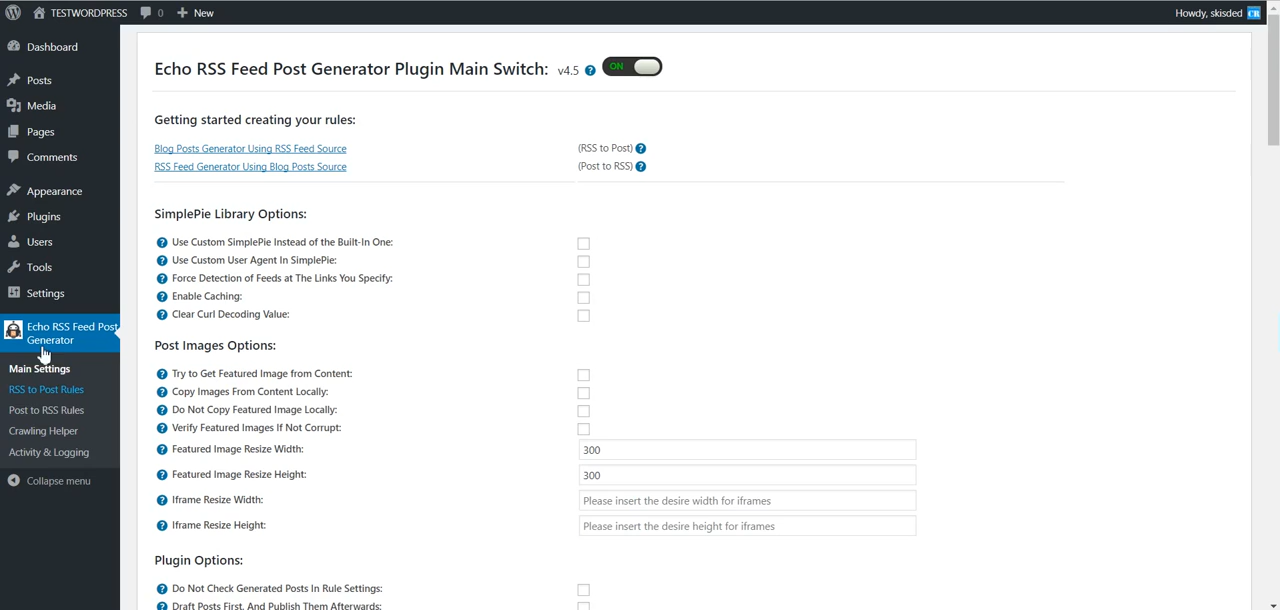 TESTWORDPRESS 0 New Howdy, skisded CR
Dashboard
Posts
Media
Pages
Comments
Appearance
Plugins
Users
Tools
Settings
Echo RSS Feed Post
Generator
Main Settings
RSS to Post Rules
Post to RSS Rules
Crawling Helper
Activity & Logging
Collapse menu
Echo RSS Feed Post Generator Plugin Main Switch: v4.5 ? ON
Getting started creating your rules:
Blog Posts Generator Using RSS Feed Source (RSS to Post) ?
RSS Feed Generator Using Blog Posts Source (Post to RSS) ?
SimplePie Library Options:
? Use Custom SimplePie Instead of the Built-In One:
? Use Custom User Agent In SimplePie:
? Force Detection of Feeds at The Links You Specify:
? Enable Caching:
? Clear Curl Decoding Value:
Post Images Options:
? Try to Get Featured Image from Content:
? Copy Images From Content Locally:
? Do Not Copy Featured Image Locally:
? Verify Featured Images If Not Corrupt:
? Featured Image Resize Width: 300
? Featured Image Resize Height: 300
? Iframe Resize Width: Please insert the desire width for iframes
? Iframe Resize Height: Please insert the desire height for iframes
Plugin Options:
? Do Not Check Generated Posts In Rule Settings:
? Draft Posts First, And Publish Them Afterwards: